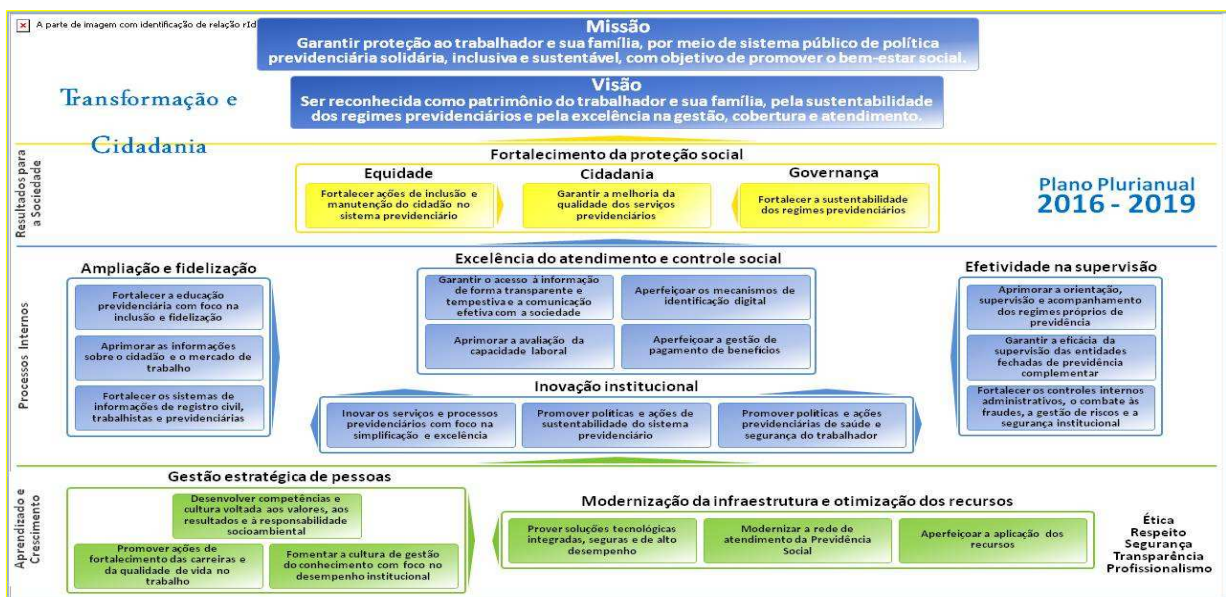 A parte de imagem com identificação de relação rId
Missão
Garantir proteção ao trabalhador e sua família, por meio de sistema público de política
previdenciária solidária, inclusiva e sustentável, com objetivo de promover o bem-estar social.
Visão
Ser reconhecida como patrimônio do trabalhador e sua família, pela sustentabilidade
dos regimes previdenciários e pela excelência na gestão, cobertura e atendimento.
Transformação e
Cidadania
Resultados para
a Sociedade
Fortalecimento da proteção social
Equidade
Fortalecer ações de inclusão e
manutenção do cidadão no
sistema previdenciário
Cidadania
Garantir a melhoria da
qualidade dos serviços
previdenciários
Governança
Fortalecer a sustentabilidade
dos regimes previdenciários
Plano Plurianual
2016 - 2019
Processos Internos
Ampliação e fidelização
Fortalecer a educação
previdenciária com foco na
inclusão e fidelização
Aprimorar as informações
sobre o cidadão e o mercado de
trabalho
Fortalecer os sistemas de
informações de registro civil,
trabalhistas e previdenciárias
Excelência do atendimento e controle social
Garantir o acesso à informação
de forma transparente e
tempestiva e a comunicação
efetiva com a sociedade
Aperfeiçoar os mecanismos de
identificação digital
Aprimorar a avaliação da
capacidade laboral
Aperfeiçoar a gestão de
pagamento de benefícios
Inovação institucional
Inovar os serviços e processos
previdenciários com foco na
simplificação e excelência
Promover políticas e ações de
sustentabilidade do sistema
previdenciário
Promover políticas e ações
previdenciárias de saúde e
segurança do trabalhador
Efetividade na supervisão
Aprimorar a orientação,
supervisão e acompanhamento
dos regimes próprios de
previdência
Garantir a eficácia da
supervisão das entidades
fechadas de previdência
complementar
Fortalecer os controles internos
administrativos, o combate às
fraudes, a gestão de riscos e a
segurança institucional
Aprendizado e
Crescimento
Gestão estratégica de pessoas
Desenvolver competências e
cultura voltada aos valores, aos
resultados e à responsabilidade
socioambiental
Promover ações de
fortalecimento das carreiras e
da qualidade de vida no
trabalho
Fomentar a cultura de gestão
do conhecimento com foco no
desempenho institucional
Modernização da infraestrutura e otimização dos recursos
Prover soluções tecnológicas
integradas, seguras e de alto
desempenho
Modernizar a rede de
atendimento da Previdência
Social
Aperfeiçoar a aplicação dos
recursos
Ética
Respeito
Segurança
Transparência
Profissionalismo